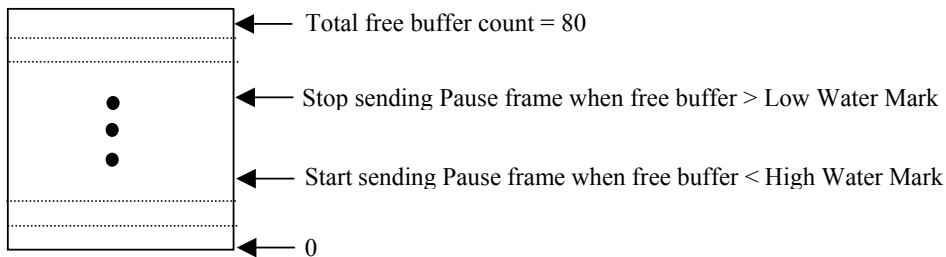 Total free buffer count = 80
Stop sending Pause frame when free buffer > Low Water Mark
Start sending Pause frame when free buffer < High Water Mark
0